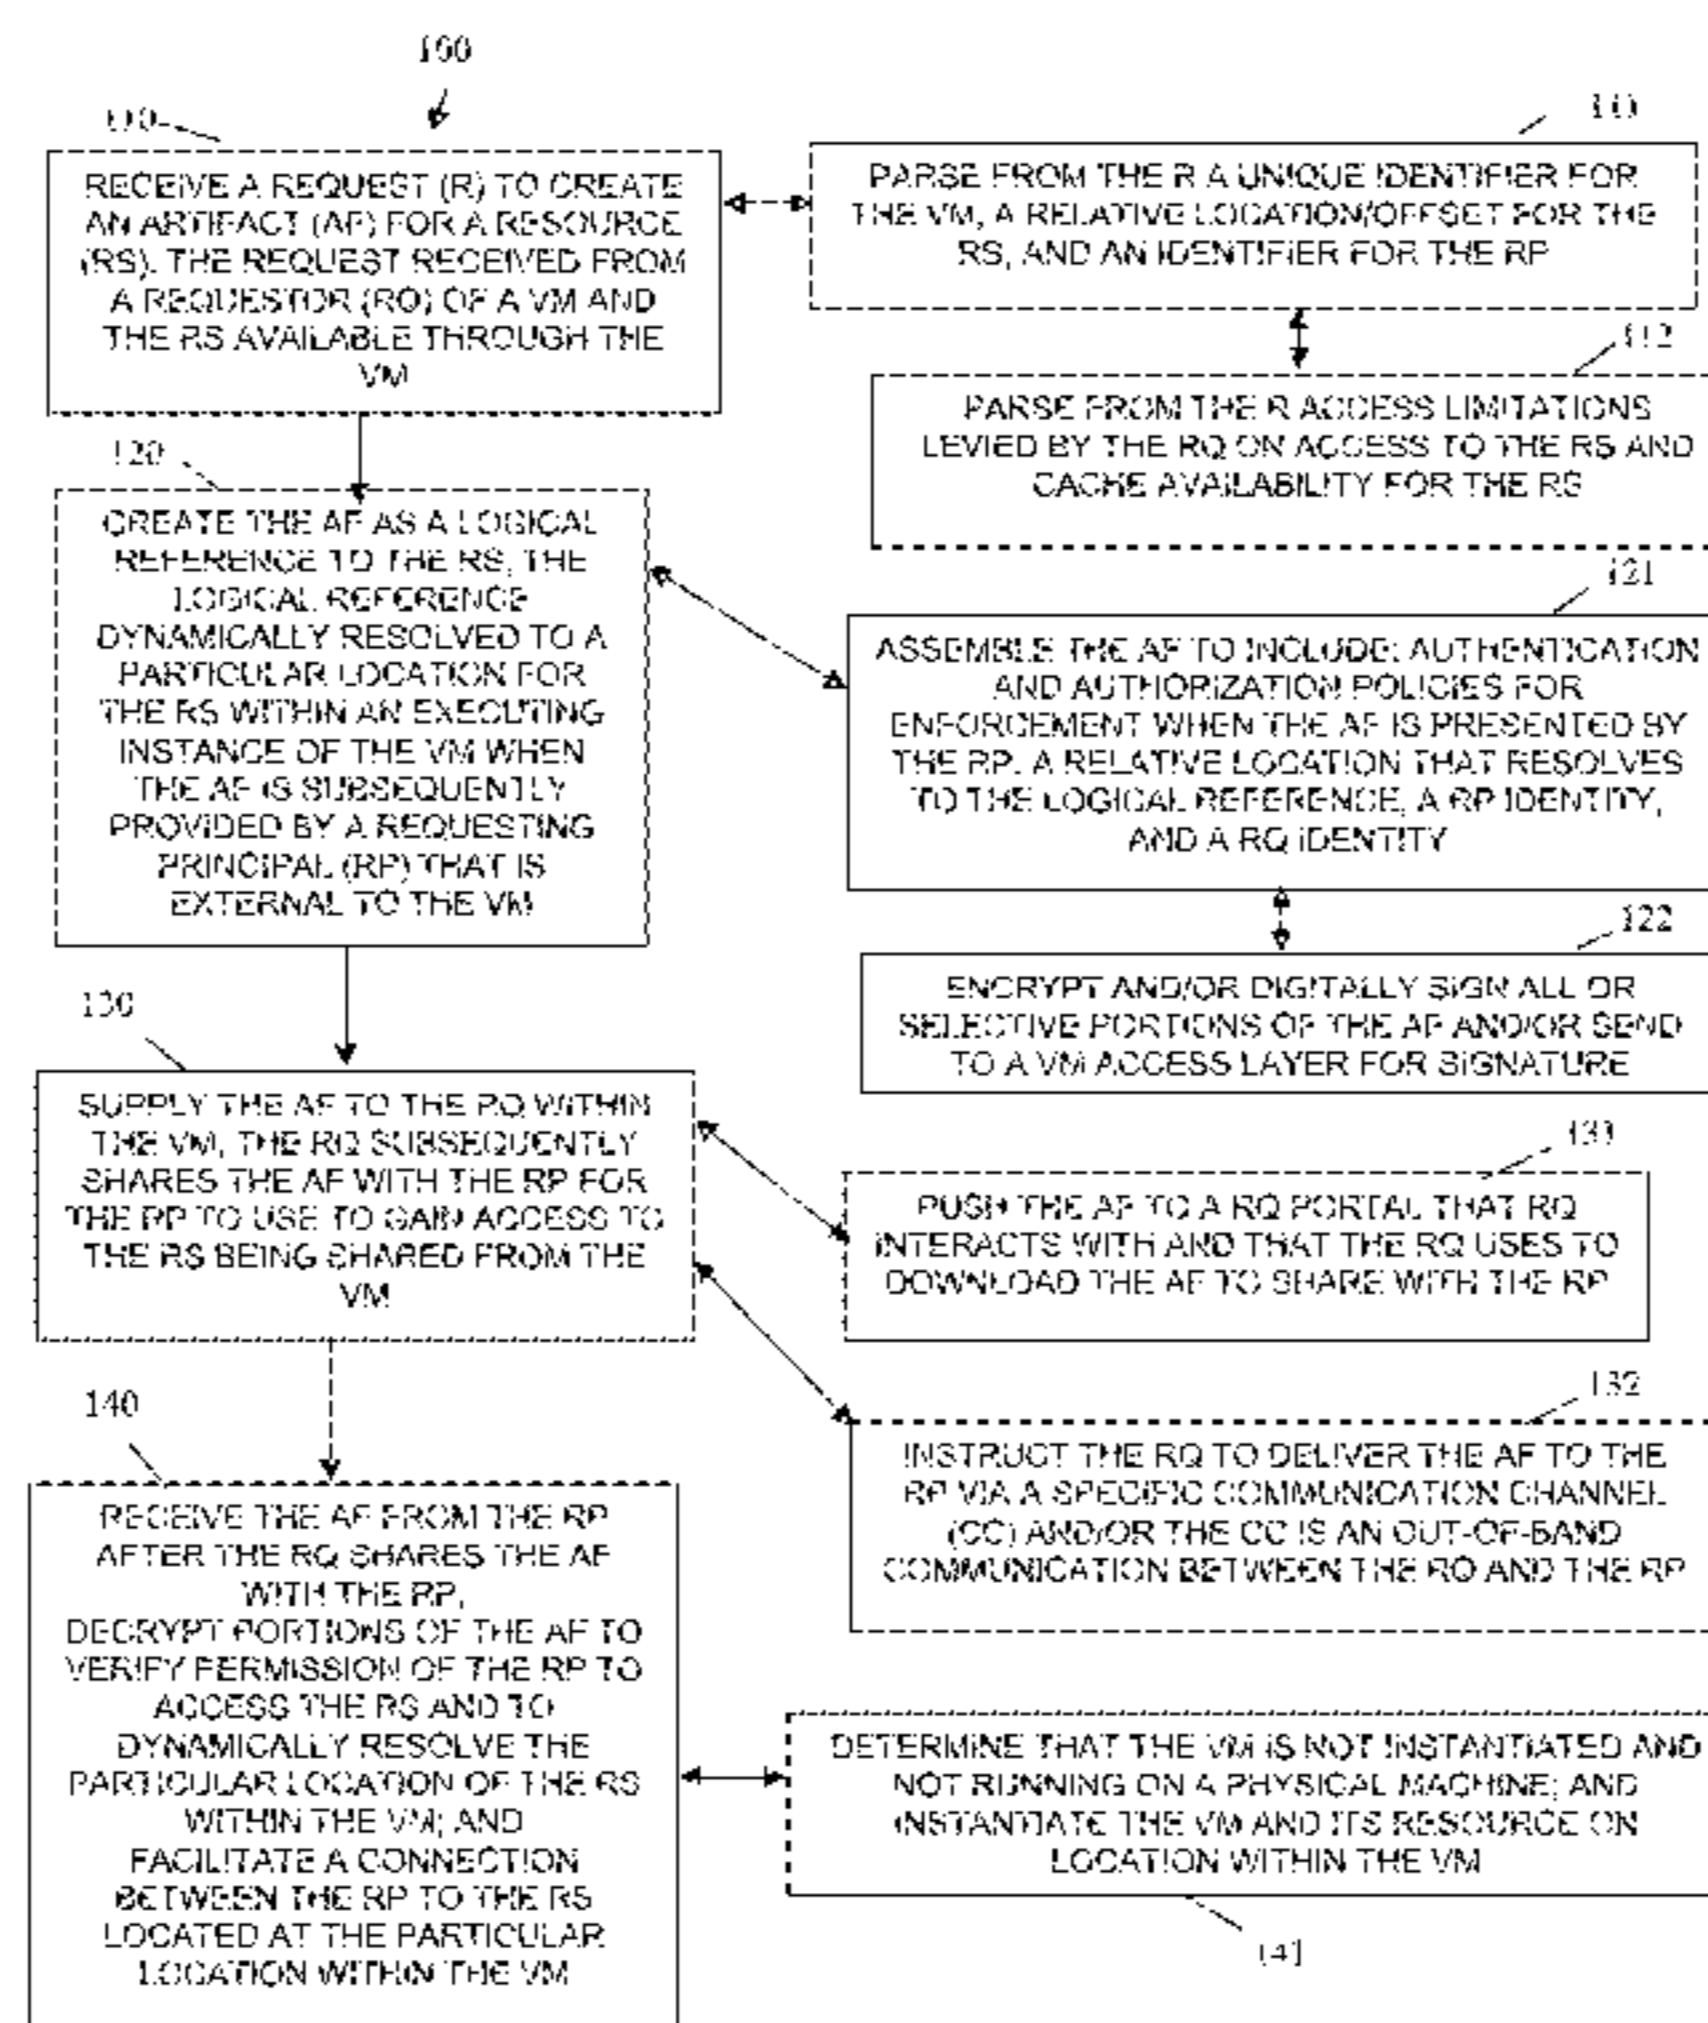 100
110
RECEIVE A REQUEST (R) TO CREATE
AN ARTIFACT (AF) FOR A RESOURCE
(RS), THE REQUEST RECEIVED FROM
A REQUESTOR (RQ) OF A VM AND
THE RS AVAILABLE THROUGH THE
VM
111
PARSE FROM THE R A UNIQUE IDENTIFIER FOR
THE VM, A RELATIVE LOCATION/OFFSET FOR THE
RS, AND AN IDENTIFIER FOR THE RP
112
PARSE FROM THE R ACCESS LIMITATIONS
LEVIED BY THE RQ ON ACCESS TO THE RS AND
CACHE AVAILABILITY FOR THE RS
120
CREATE THE AF AS A LOGICAL
REFERENCE TO THE RS, THE
LOGICAL REFERENCE
DYNAMICALLY RESOLVED TO A
PARTICULAR LOCATION FOR
THE RS WITHIN AN EXECUTING
INSTANCE OF THE VM WHEN
THE AF IS SUBSEQUENTLY
PROVIDED BY A REQUESTING
PRINCIPAL (RP) THAT IS
EXTERNAL TO THE VM
121
ASSEMBLE THE AF TO INCLUDE: AUTHENTICATION
AND AUTHORIZATION POLICIES FOR
ENFORCEMENT WHEN THE AF IS PRESENTED BY
THE RP, A RELATIVE LOCATION THAT RESOLVES
TO THE LOGICAL REFERENCE, A RP IDENTITY,
AND A RQ IDENTITY
122
ENCRYPT AND/OR DIGITALLY SIGN ALL OR
SELECTIVE PORTIONS OF THE AF AND/OR SEND
TO A VM ACCESS LAYER FOR SIGNATURE
130
SUPPLY THE AF TO THE RQ WITHIN
THE VM, THE RQ SUBSEQUENTLY
SHARES THE AF WITH THE RP FOR
THE RP TO USE TO GAIN ACCESS TO
THE RS BEING SHARED FROM THE
VM
131
PUSH THE AF TO A RQ PORTAL THAT RQ
INTERACTS WITH AND THAT THE RQ USES TO
DOWNLOAD THE AF TO SHARE WITH THE RP
132
INSTRUCT THE RQ TO DELIVER THE AF TO THE
RP VIA A SPECIFIC COMMUNICATION CHANNEL
(CC) AND/OR THE CC IS AN OUT-OF-BAND
COMMUNICATION BETWEEN THE RQ AND THE RP
140
RECEIVE THE AF FROM THE RP
AFTER THE RQ SHARES THE AF
WITH THE RP,
DECRYPT PORTIONS OF THE AF TO
VERIFY PERMISSION OF THE RP TO
ACCESS THE RS AND TO
DYNAMICALLY RESOLVE THE
PARTICULAR LOCATION OF THE RS
WITHIN THE VM; AND
FACILITATE A CONNECTION
BETWEEN THE RP TO THE RS
LOCATED AT THE PARTICULAR
LOCATION WITHIN THE VM
DETERMINE THAT THE VM IS NOT INSTANTIATED AND
NOT RUNNING ON A PHYSICAL MACHINE; AND
INSTANTIATE THE VM AND ITS RESOURCE ON
LOCATION WITHIN THE VM
141